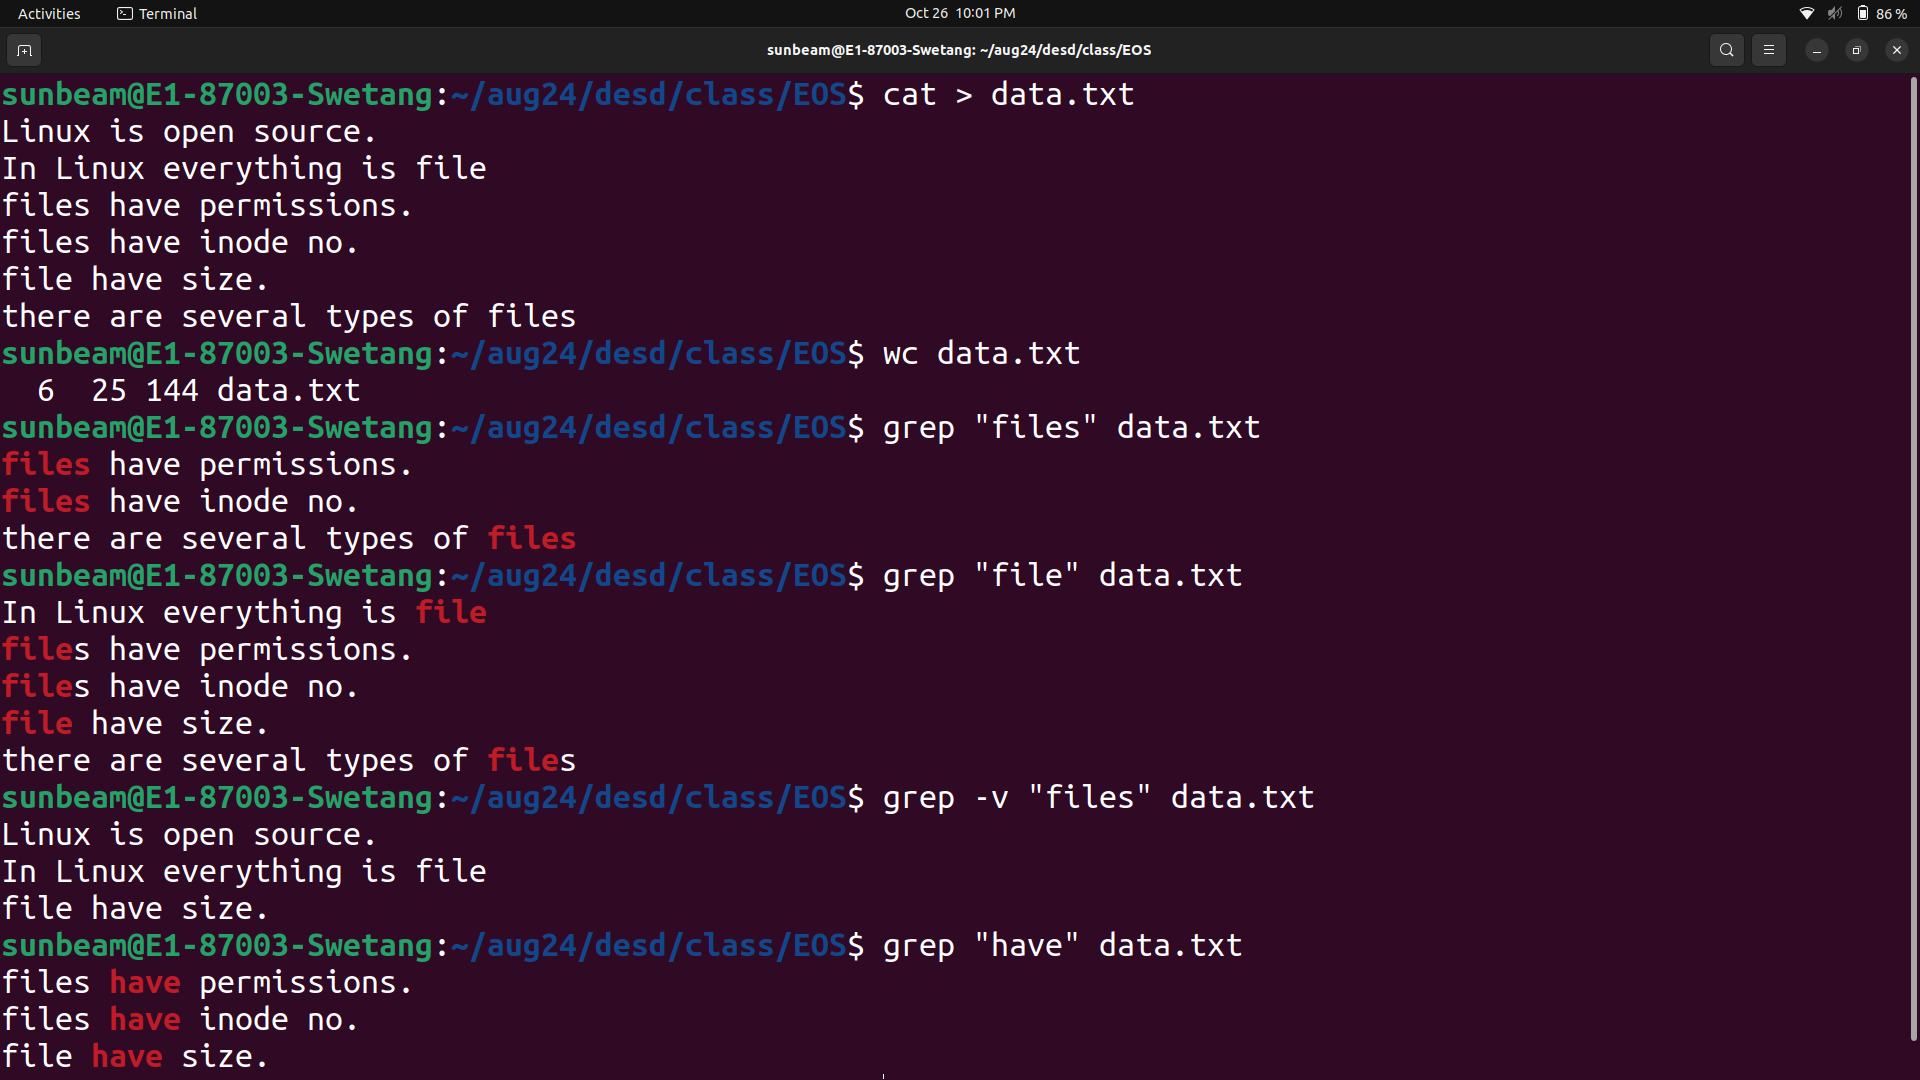 Activities Terminal Oct 26 10:01 PM 86 %
sunbeam@E1-87003-Swetang: ~/aug24/desd/class/EOS
sunbeam@E1-87003-Swetang:~/aug24/desd/class/EOS$ cat > data.txt
Linux is open source.
In Linux everything is file
files have permissions.
files have inode no.
file have size.
there are several types of files
sunbeam@E1-87003-Swetang:~/aug24/desd/class/EOS$ wc data.txt
  6  25 144 data.txt
sunbeam@E1-87003-Swetang:~/aug24/desd/class/EOS$ grep "files" data.txt
files have permissions.
files have inode no.
there are several types of files
sunbeam@E1-87003-Swetang:~/aug24/desd/class/EOS$ grep "file" data.txt
In Linux everything is file
files have permissions.
files have inode no.
file have size.
there are several types of files
sunbeam@E1-87003-Swetang:~/aug24/desd/class/EOS$ grep -v "files" data.txt
Linux is open source.
In Linux everything is file
file have size.
sunbeam@E1-87003-Swetang:~/aug24/desd/class/EOS$ grep "have" data.txt
files have permissions.
files have inode no.
file have size.